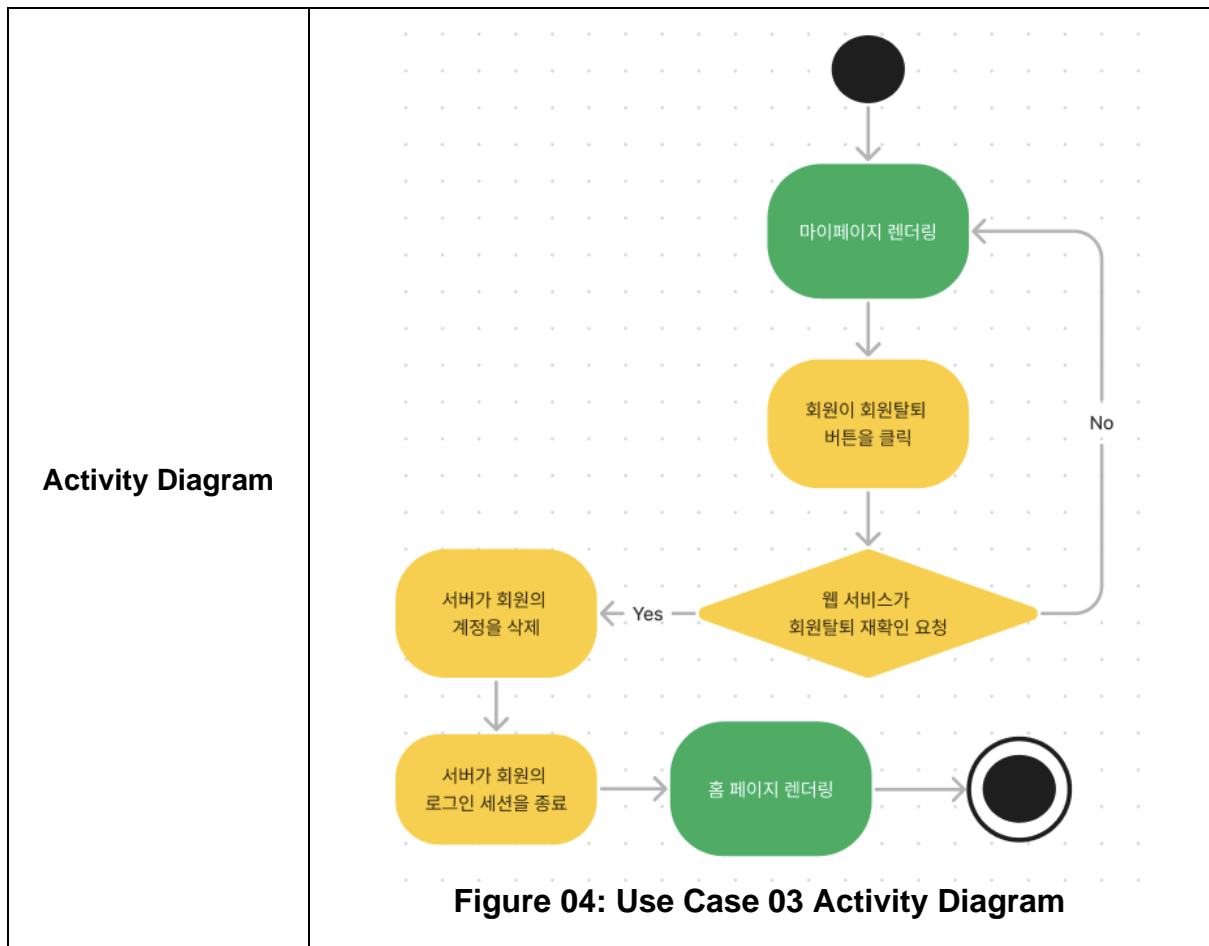 Activity Diagram
마이페이지 렌더링
회원이 회원탈퇴
버튼을 클릭
No
웹 서비스가
회원탈퇴 재확인 요청
Yes
서버가 회원의
계정을 삭제
서버가 회원의
로그인 세션을 종료
홈 페이지 렌더링
Figure 04: Use Case 03 Activity Diagram